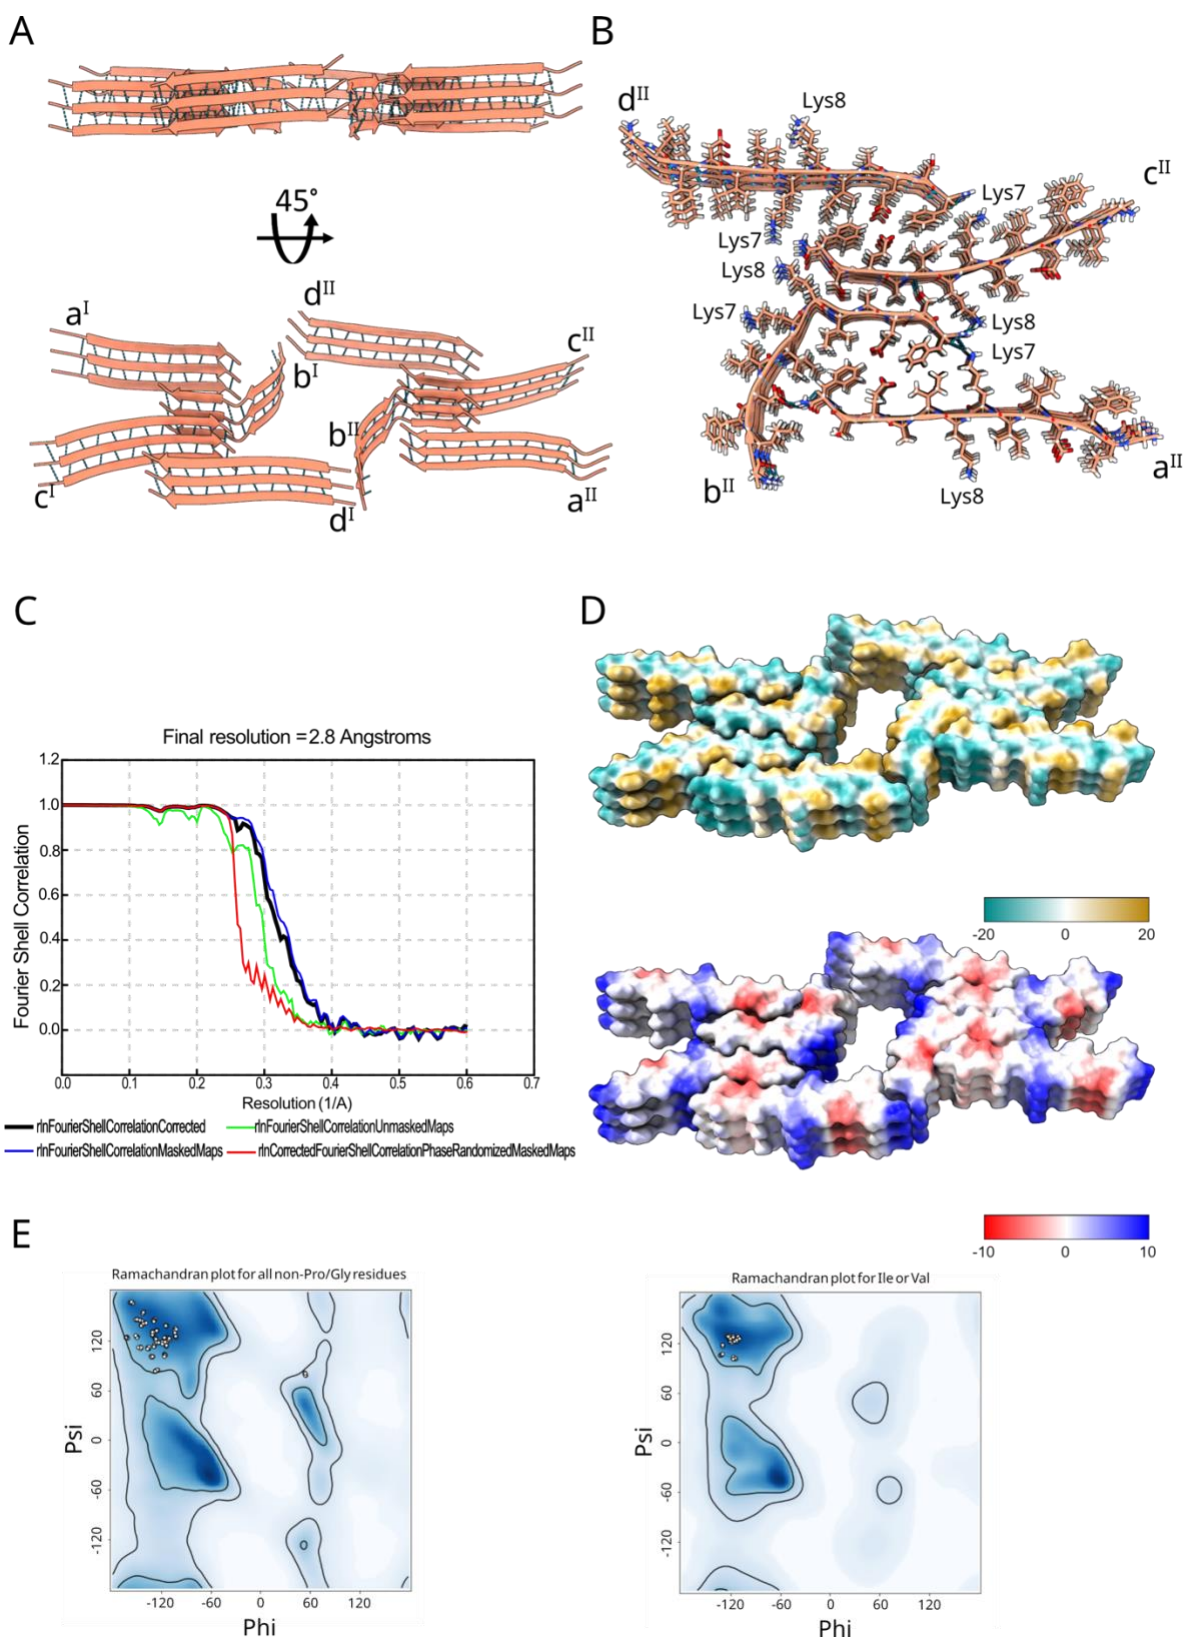 A
45°
a^I
d^II
b^I
c^II
b^II
c^I
d^I
a^II
B
d^II
Lys8
c^II
Lys7
Lys7
Lys8
Lys7
Lys8
Lys7
b^II
Lys8
a^II
C
Final resolution =2.8 Angstroms
Fourier Shell Correlation
1.2
1.0
0.8
0.6
0.4
0.2
0.0
0.0 0.1 0.2 0.3 0.4 0.5 0.6 0.7
Resolution (1/A)
rlnFourierShellCorrelationCorrected
rlnFourierShellCorrelationUnmaskedMaps
rlnFourierShellCorrelationMaskedMaps
rlnCorrectedFourierShellCorrelationPhaseRandomizedMaskedMaps
D
-20 0 20
-10 0 10
E
Ramachandran plot for all non-Pro/Gly residues
Psi
120
60
0
-60
-120
-120 -60 0 60 120
Phi
Ramachandran plot for Ile or Val
Psi
120
60
0
-60
-120
-120 -60 0 60 120
Phi